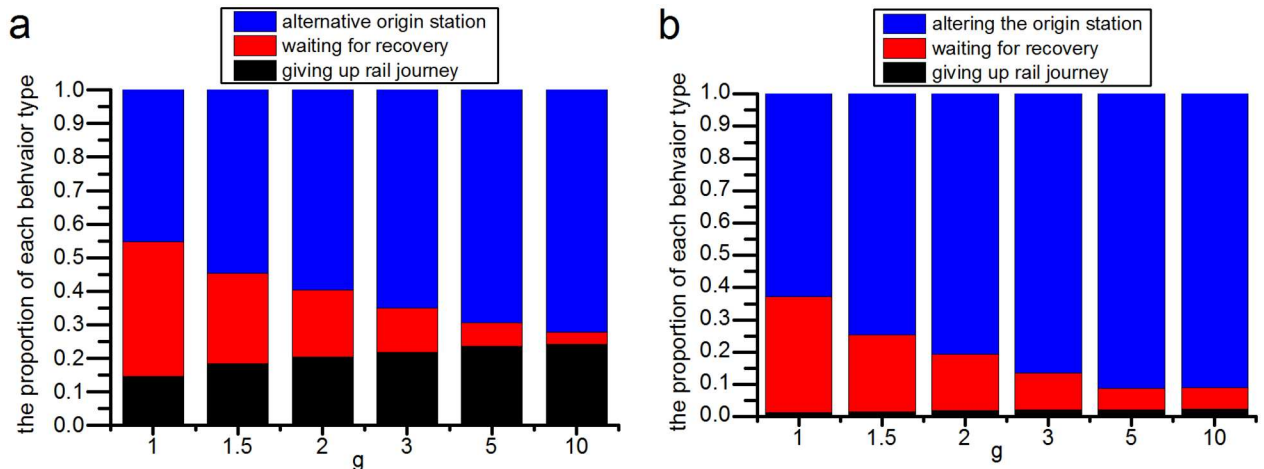 a
alternative origin station
waiting for recovery
giving up rail journey
the proportion of each behvaior type
1.0
0.9
0.8
0.7
0.6
0.5
0.4
0.3
0.2
0.1
0.0
1 1.5 2 3 5 10
g
b
altering the origin station
waiting for recovery
giving up rail journey
the proportion of each behvaior type
1.0
0.9
0.8
0.7
0.6
0.5
0.4
0.3
0.2
0.1
0.0
1 1.5 2 3 5 10
g